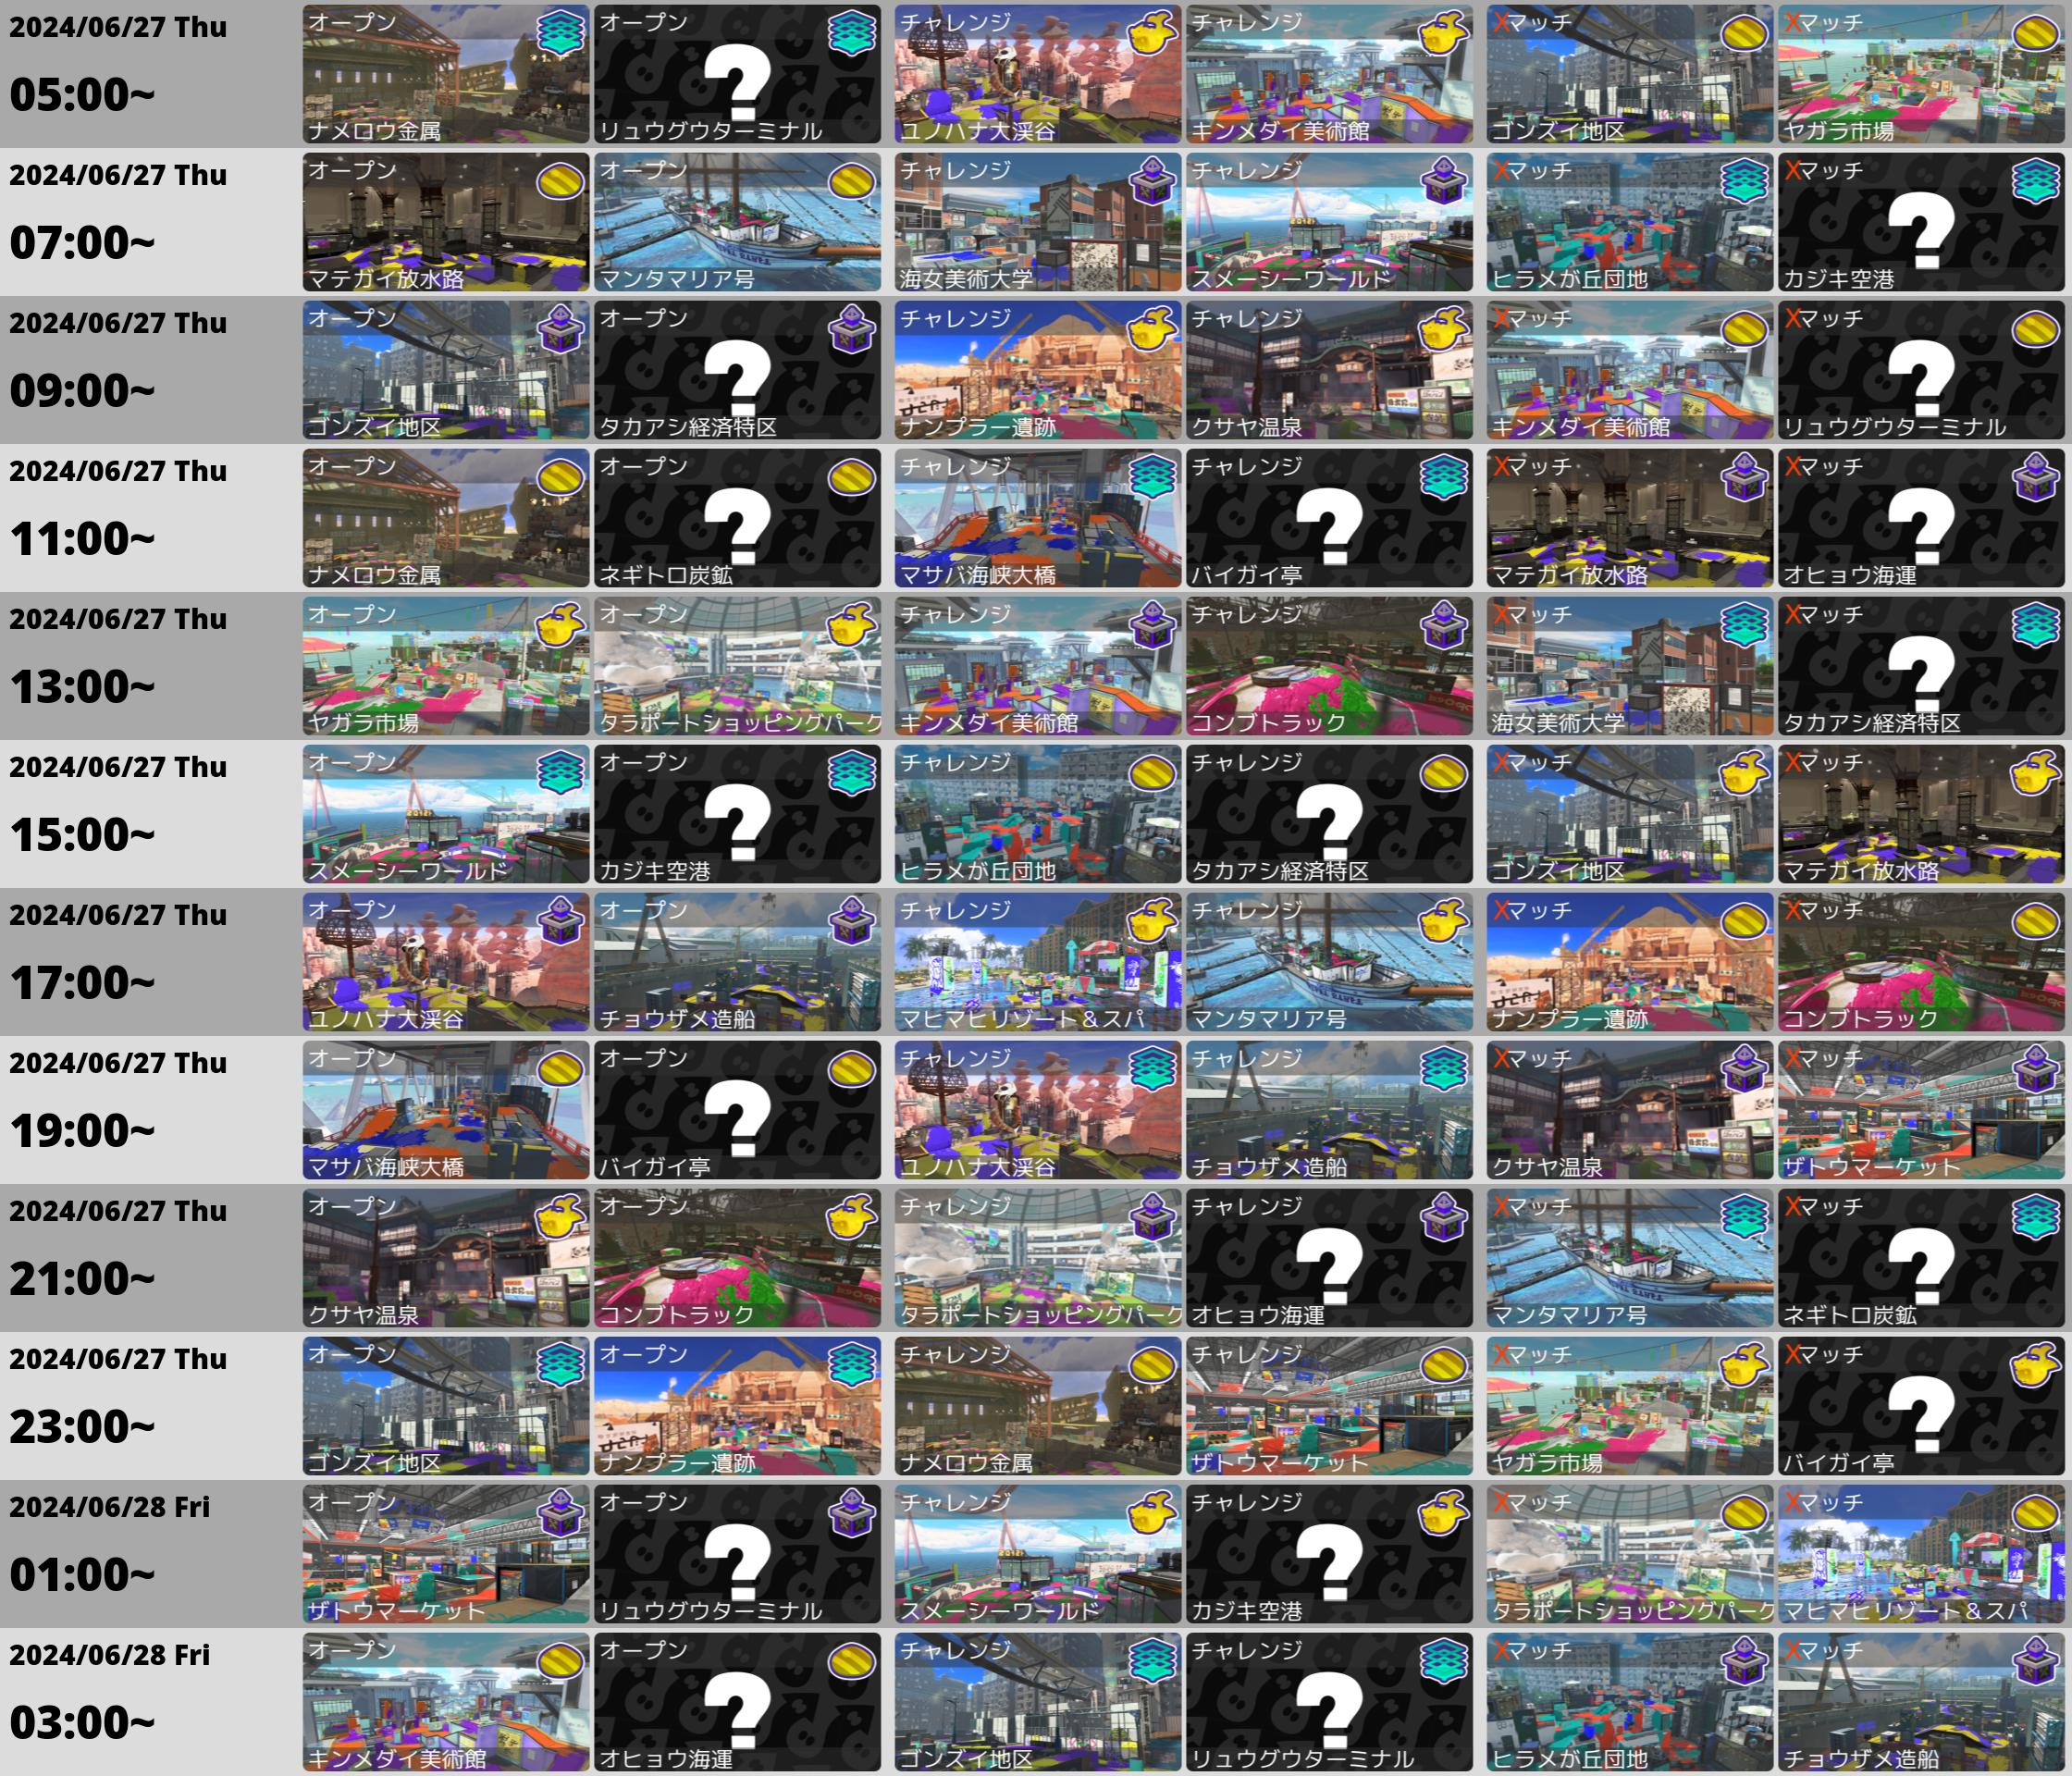 2024/06/27 Thu
05:00~
オープン
ナメロウ金属
オープン
リュウグウターミナル
チャレンジ
ユノハナ大渓谷
チャレンジ
キンメダイ美術館
Xマッチ
ゴンズイ地区
Xマッチ
ヤガラ市場
2024/06/27 Thu
07:00~
オープン
マテガイ放水路
オープン
マンタマリア号
チャレンジ
海女美術大学
チャレンジ
スメーシーワールド
Xマッチ
ヒラメが丘団地
Xマッチ
カジキ空港
2024/06/27 Thu
09:00~
オープン
ゴンズイ地区
オープン
タカアシ経済特区
チャレンジ
ナンプラー遺跡
チャレンジ
クサヤ温泉
Xマッチ
キンメダイ美術館
Xマッチ
リュウグウターミナル
2024/06/27 Thu
11:00~
オープン
ナメロウ金属
オープン
ネギトロ炭鉱
チャレンジ
マサバ海峡大橋
チャレンジ
バイガイ亭
Xマッチ
マテガイ放水路
Xマッチ
オヒョウ海運
2024/06/27 Thu
13:00~
オープン
ヤガラ市場
オープン
タラポートショッピングパーク
チャレンジ
キンメダイ美術館
チャレンジ
コンブトラック
Xマッチ
海女美術大学
Xマッチ
タカアシ経済特区
2024/06/27 Thu
15:00~
オープン
スメーシーワールド
オープン
カジキ空港
チャレンジ
ヒラメが丘団地
チャレンジ
タカアシ経済特区
Xマッチ
ゴンズイ地区
Xマッチ
マテガイ放水路
2024/06/27 Thu
17:00~
オープン
ユノハナ大渓谷
オープン
チョウザメ造船
チャレンジ
マヒマヒリゾート&スパ
チャレンジ
マンタマリア号
Xマッチ
ナンプラー遺跡
Xマッチ
コンブトラック
2024/06/27 Thu
19:00~
オープン
マサバ海峡大橋
オープン
バイガイ亭
チャレンジ
ユノハナ大渓谷
チャレンジ
チョウザメ造船
Xマッチ
クサヤ温泉
Xマッチ
ザトウマーケット
2024/06/27 Thu
21:00~
オープン
クサヤ温泉
オープン
コンブトラック
チャレンジ
タラポートショッピングパーク
チャレンジ
オヒョウ海運
Xマッチ
マンタマリア号
Xマッチ
ネギトロ炭鉱
2024/06/27 Thu
23:00~
オープン
ゴンズイ地区
オープン
ナンプラー遺跡
チャレンジ
ナメロウ金属
チャレンジ
ザトウマーケット
Xマッチ
ヤガラ市場
Xマッチ
バイガイ亭
2024/06/28 Fri
01:00~
オープン
ザトウマーケット
オープン
リュウグウターミナル
チャレンジ
スメーシーワールド
チャレンジ
カジキ空港
Xマッチ
タラポートショッピングパーク
Xマッチ
マヒマヒリゾート&スパ
2024/06/28 Fri
03:00~
オープン
キンメダイ美術館
オープン
オヒョウ海運
チャレンジ
ゴンズイ地区
チャレンジ
リュウグウターミナル
Xマッチ
ヒラメが丘団地
Xマッチ
チョウザメ造船